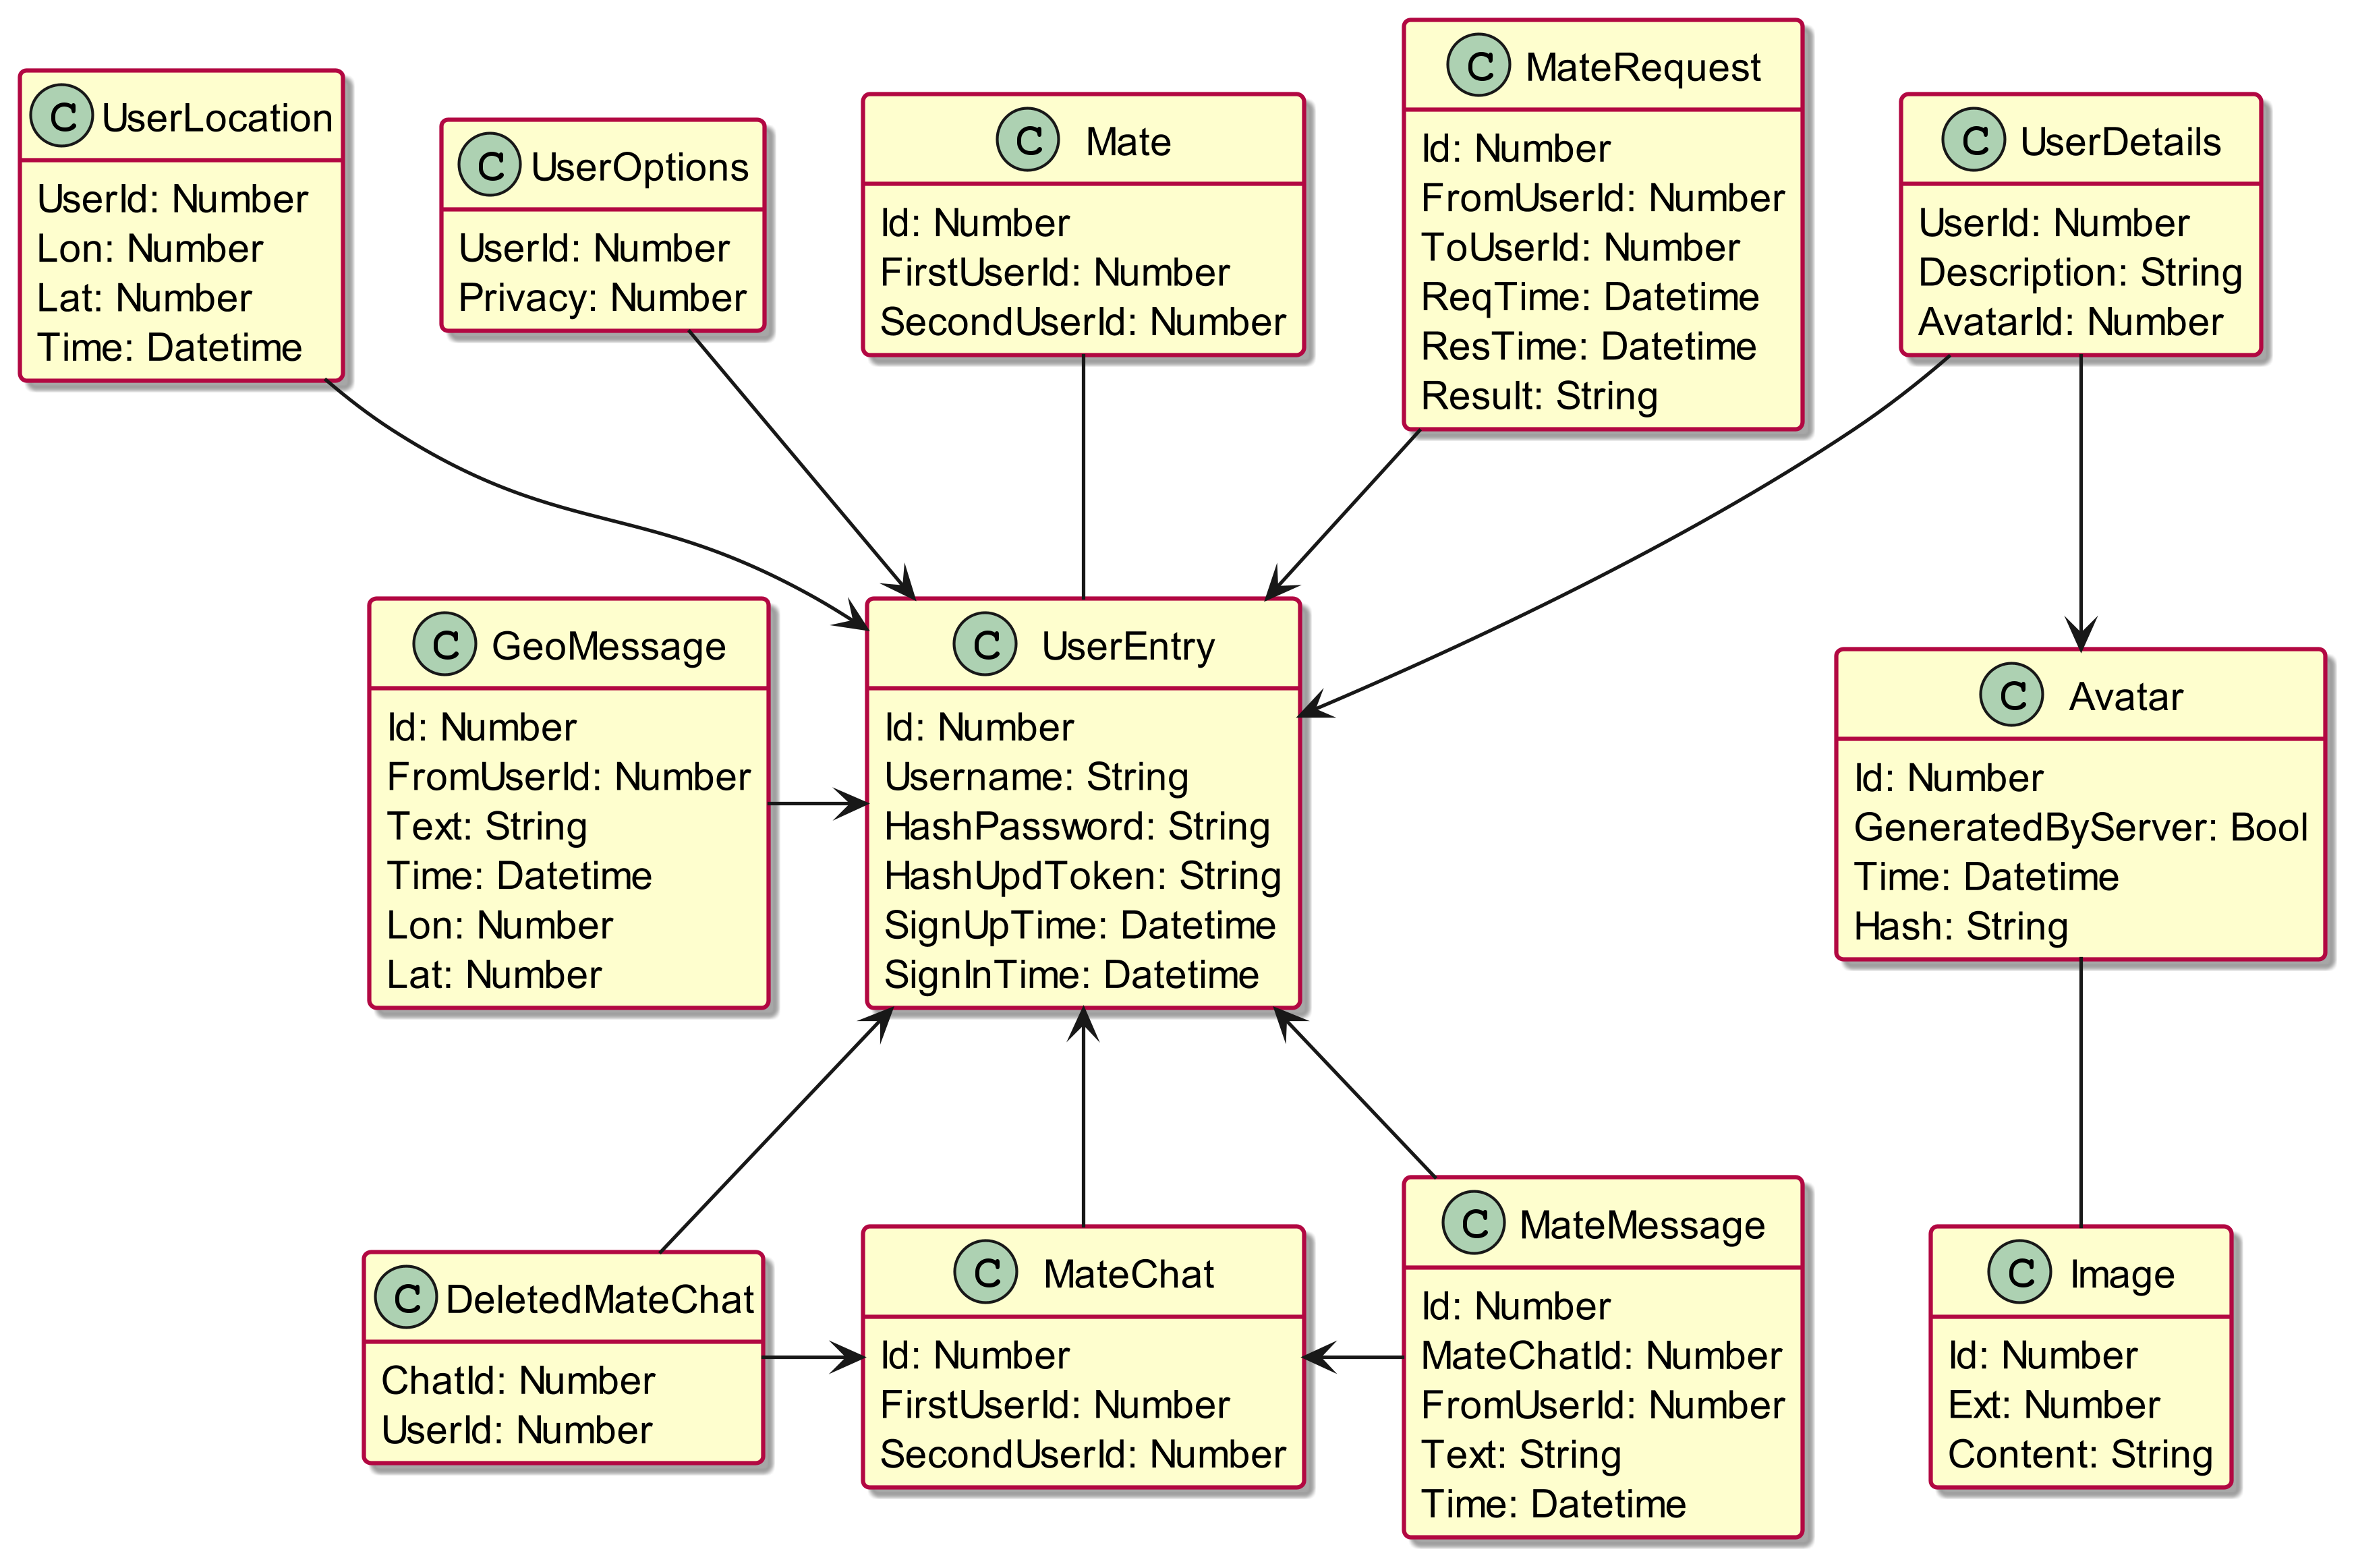 C UserLocation
UserId: Number
Lon: Number
Lat: Number
Time: Datetime
C UserOptions
UserId: Number
Privacy: Number
C Mate
Id: Number
FirstUserId: Number
SecondUserId: Number
C MateRequest
Id: Number
FromUserId: Number
ToUserId: Number
ReqTime: Datetime
ResTime: Datetime
Result: String
C UserDetails
UserId: Number
Description: String
AvatarId: Number
C GeoMessage
Id: Number
FromUserId: Number
Text: String
Time: Datetime
Lon: Number
Lat: Number
C UserEntry
Id: Number
Username: String
HashPassword: String
HashUpdToken: String
SignUpTime: Datetime
SignInTime: Datetime
C Avatar
Id: Number
GeneratedByServer: Bool
Time: Datetime
Hash: String
C DeletedMateChat
ChatId: Number
UserId: Number
C MateChat
Id: Number
FirstUserId: Number
SecondUserId: Number
C MateMessage
Id: Number
MateChatId: Number
FromUserId: Number
Text: String
Time: Datetime
C Image
Id: Number
Ext: Number
Content: String